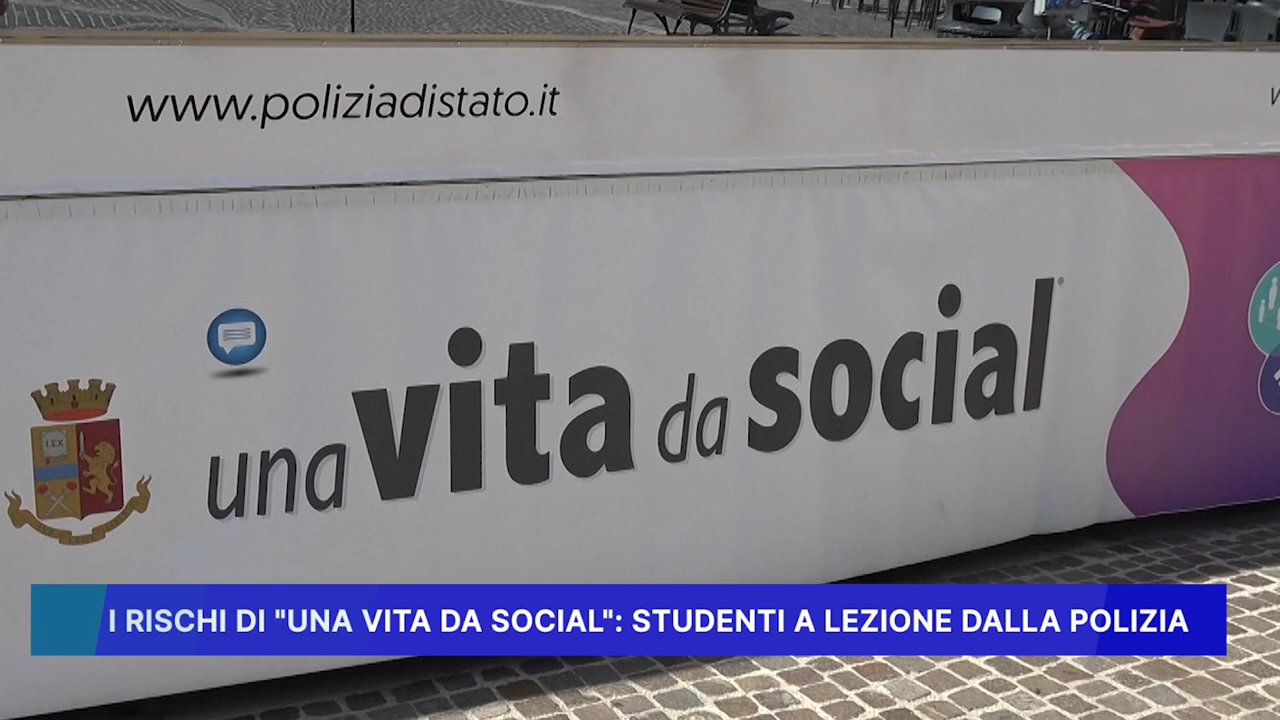 www.poliziadistato.it
LEX
una vita da social
I RISCHI DI "UNA VITA DA SOCIAL": STUDENTI A LEZIONE DALLA POLIZIA